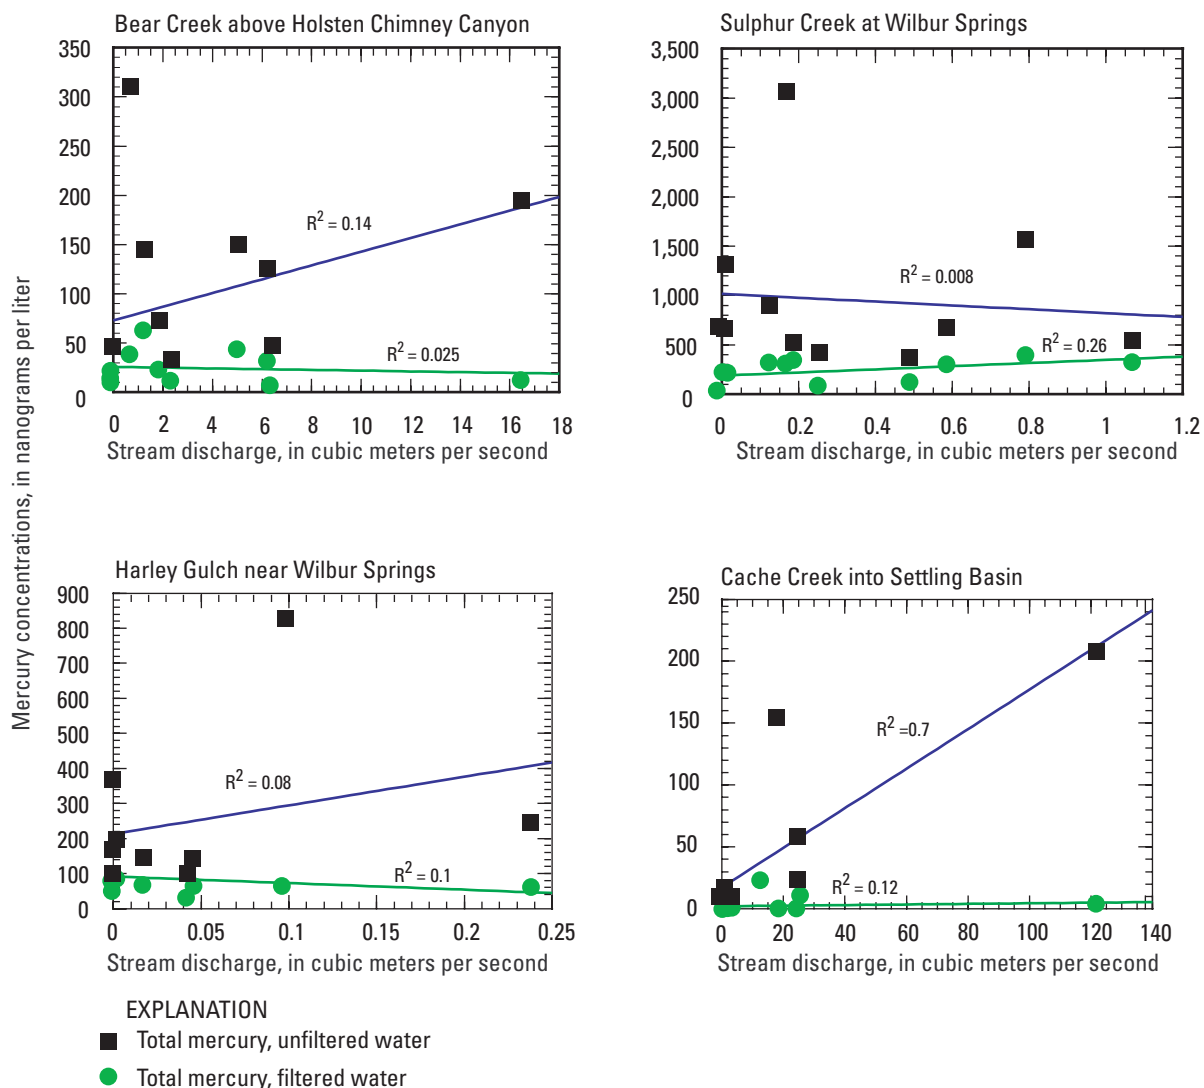 Bear Creek above Holsten Chimney Canyon
350
300
250
200
150
100
50
0
R2 = 0.14
R2 = 0.025
0 2 4 6 8 10 12 14 16 18
Stream discharge, in cubic meters per second
Sulphur Creek at Wilbur Springs
3,500
3,000
2,500
2,000
1,500
1,000
500
0
R2 = 0.008
R2 = 0.26
0 0.2 0.4 0.6 0.8 1 1.2
Stream discharge, in cubic meters per second
Mercury concentrations, in nanograms per liter
Harley Gulch near Wilbur Springs
900
800
700
600
500
400
300
200
100
0
R2 = 0.08
R2 = 0.1
0 0.05 0.1 0.15 0.2 0.25
Stream discharge, in cubic meters per second
Cache Creek into Settling Basin
250
200
150
100
50
0
R2 =0.7
R2 = 0.12
0 20 40 60 80 100 120 140
Stream discharge, in cubic meters per second
EXPLANATION
Total mercury, unfiltered water
Total mercury, filtered water